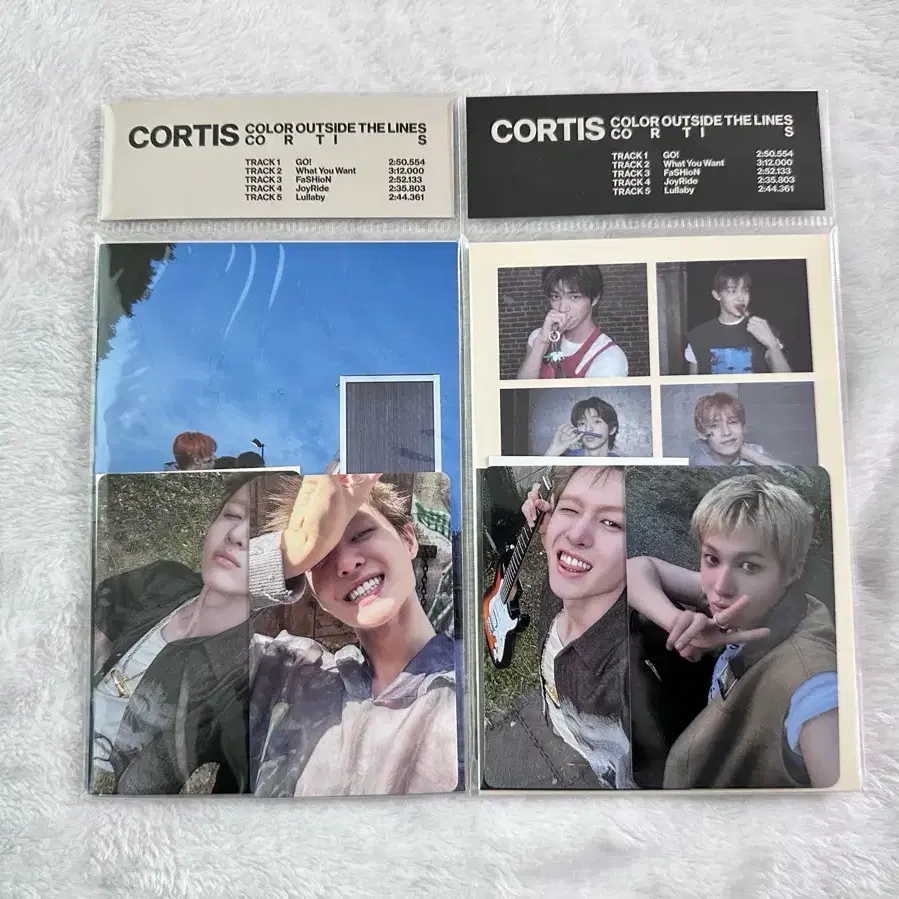 CORTIS COLOR OUTSIDE THE LINES
CO R T I S
TRACK 1 GO! 2:50.554
TRACK 2 What You Want 3:12.000
TRACK 3 FaSHioN 2:52.133
TRACK 4 JoyRide 2:35.803
TRACK 5 Lullaby 2:44.361
CORTIS COLOR OUTSIDE THE LINES
CO R T I S
TRACK 1 GO! 2:50.554
TRACK 2 What You Want 3:12.000
TRACK 3 FaSHioN 2:52.133
TRACK 4 JoyRide 2:35.803
TRACK 5 Lullaby 2:44.361